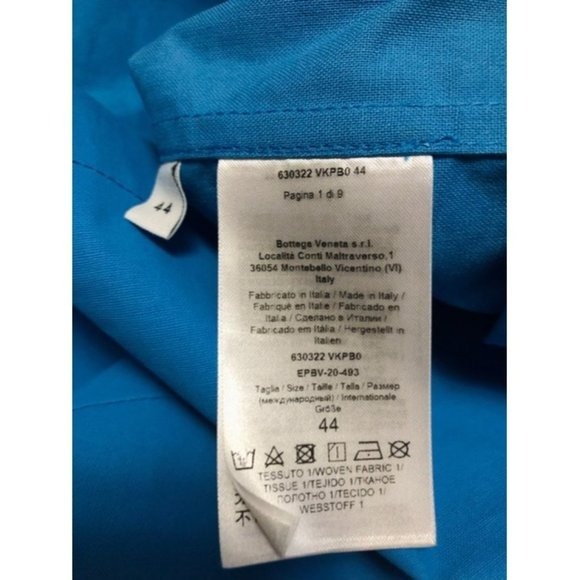 44
630322 VKPB0 44
Pagina 1 di 9
Bottega Veneta s.r.l.
Località Conti Maltraverso,1
36054 Montebello Vicentino (VI)
Italy
Fabbricato in Italia / Made in Italy /
Fabriqué en Italie / Fabricado en
Italia / Сделано в Италии /
Fabricado em Itália / Hergestellt in
Italien
630322 VKPB0
EPBV-20-493
Taglia / Size / Taille / Talla / Размер
(международный) / Internationale
Größe
44
TESSUTO 1/WOVEN FABRIC 1/
TISSUE 1/TEJIDO 1/ТКАНОЕ
ПОЛОТНО 1/TECIDO 1/
WEBSTOFF 1
不